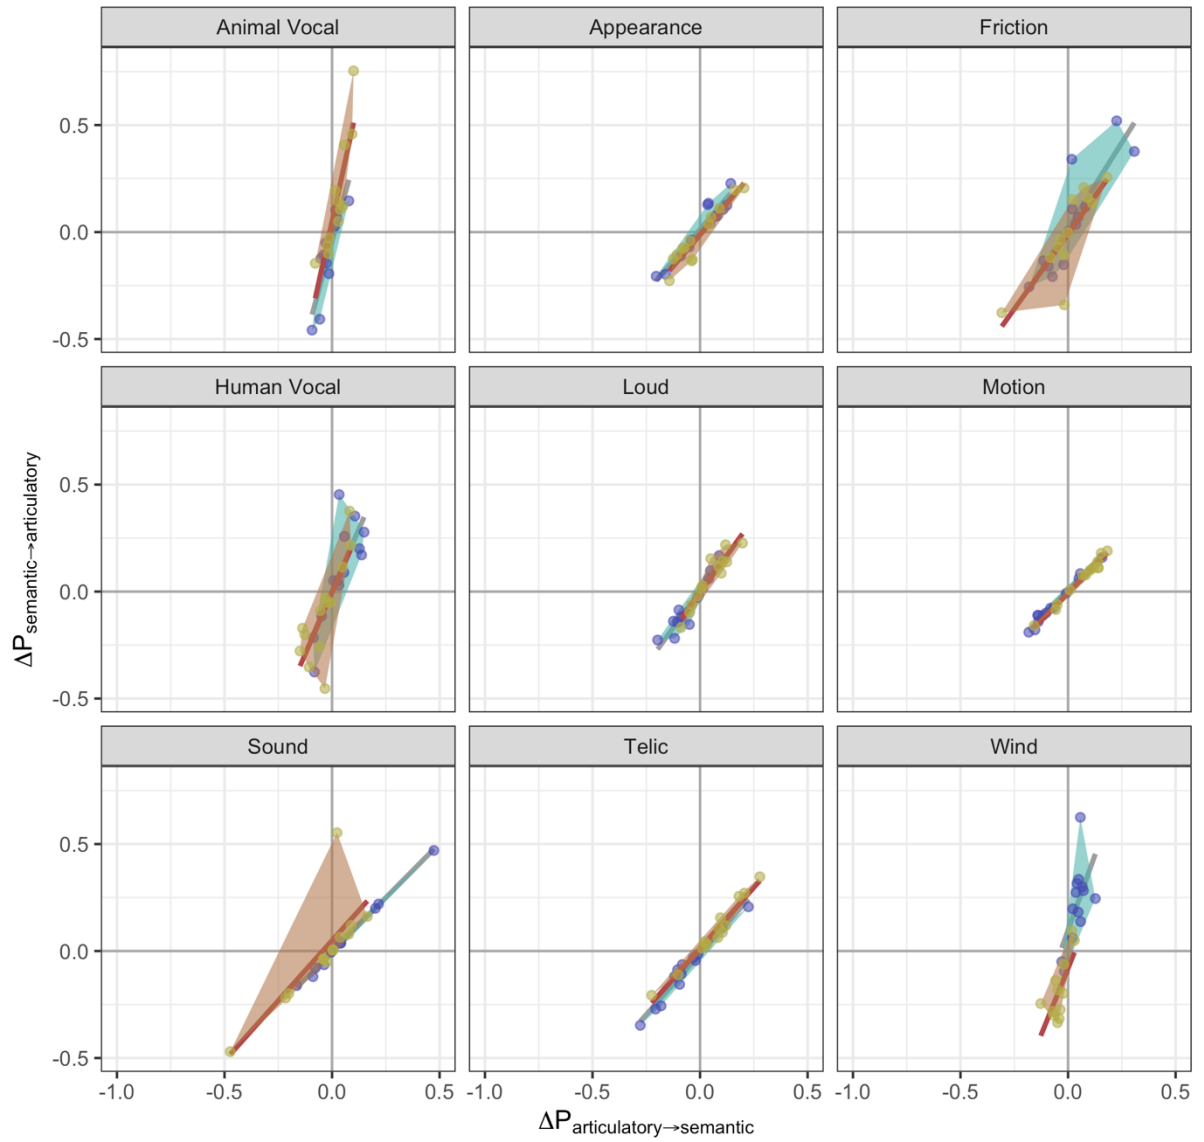 Animal Vocal Appearance Friction
0.5
0.0
-0.5
Human Vocal Loud Motion
0.5
0.0
-0.5
ΔPsemantic→articulatory
Sound Telic Wind
0.5
0.0
-0.5
-1.0 -0.5 0.0 0.5 -1.0 -0.5 0.0 0.5 -1.0 -0.5 0.0 0.5
ΔParticulatory→semantic